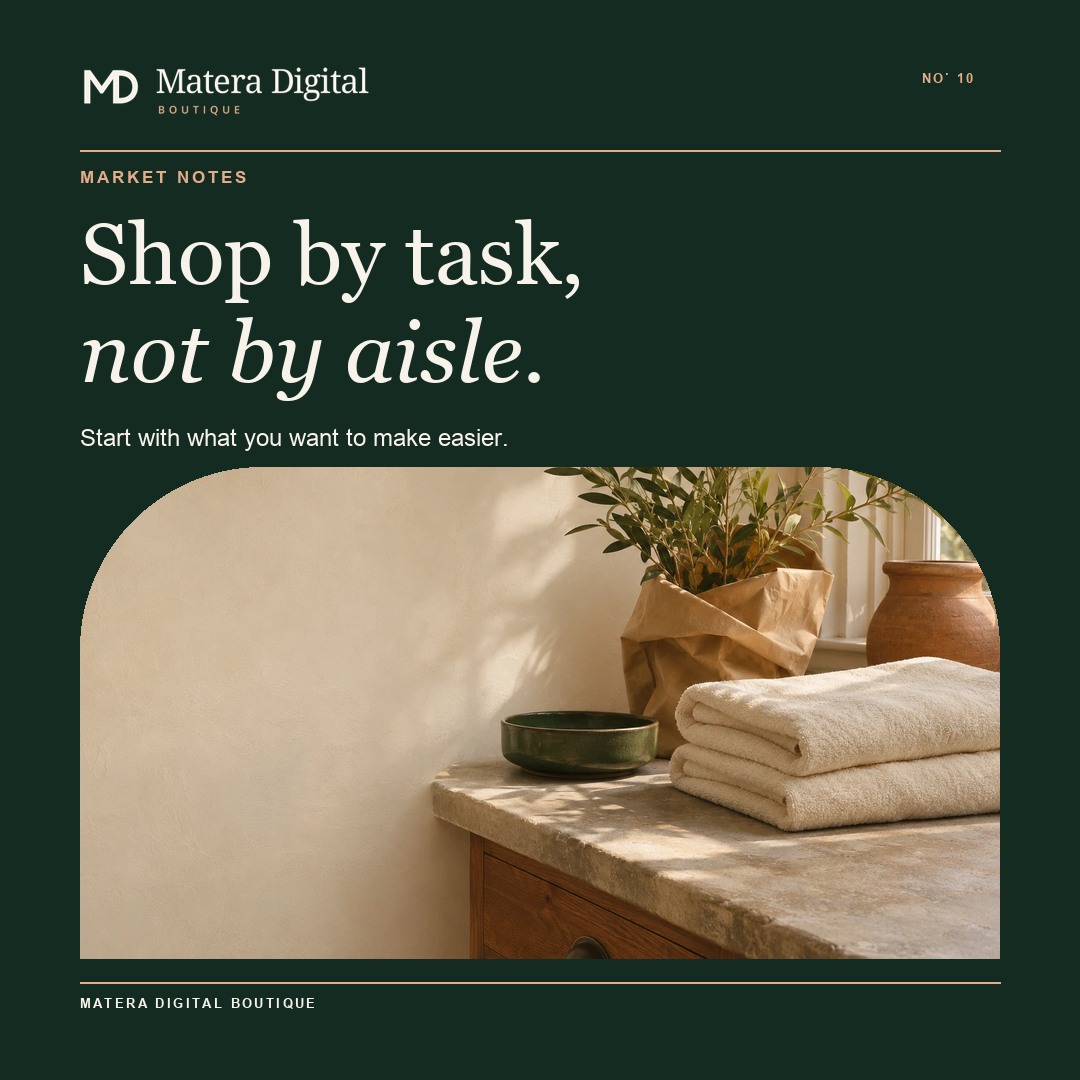 MD Matera Digital
BOUTIQUE
NO˙ 10
MARKET NOTES
Shop by task,
not by aisle.
Start with what you want to make easier.
MATERA DIGITAL BOUTIQUE